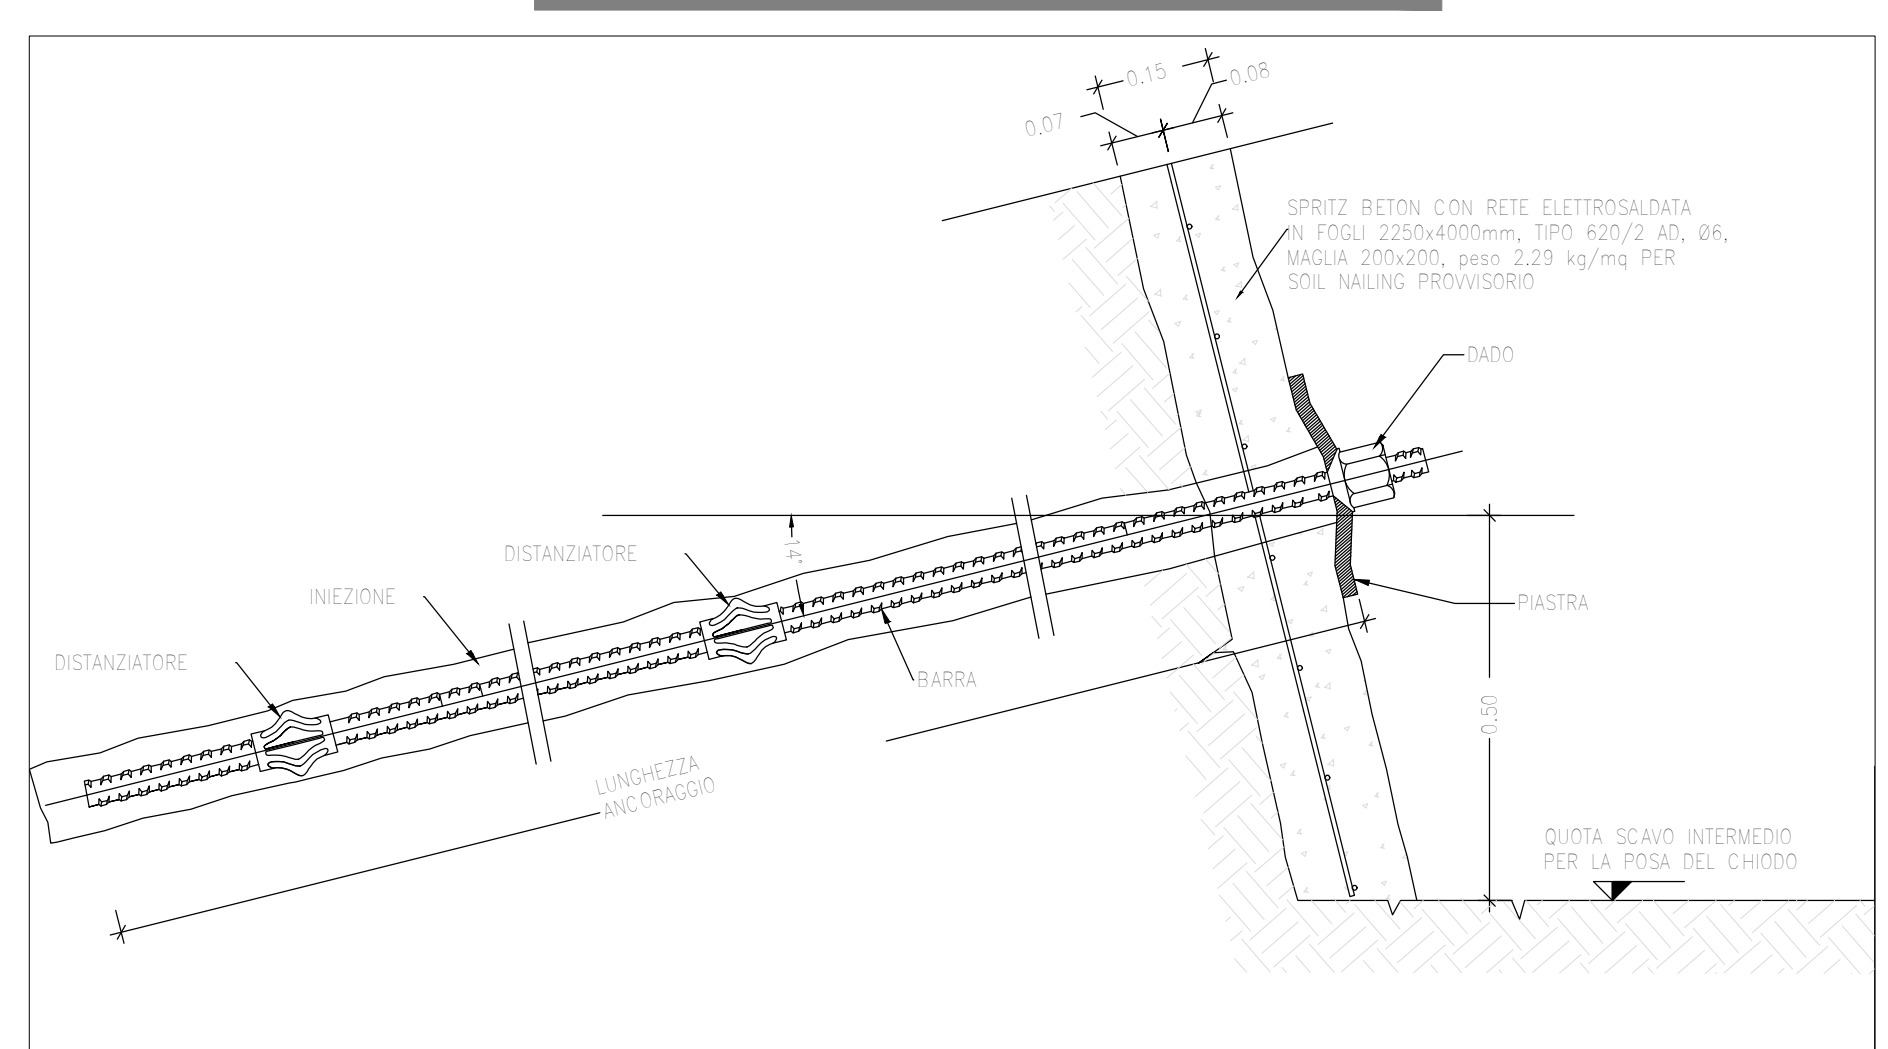 0.15
0.08
0.07
SPRITZ BETON CON RETE ELETTROSALDATA
IN FOGLI 2250x4000mm, TIPO 620/2 AD, Ø6,
MAGLIA 200x200, peso 2.29 kg/mq PER
SOIL NAILING PROVVISORIO
DADO
14°
DISTANZIATORE
INIEZIONE
PIASTRA
DISTANZIATORE
BARRA
0.50
LUNGHEZZA
ANCORAGGIO
QUOTA SCAVO INTERMEDIO
PER LA POSA DEL CHIODO